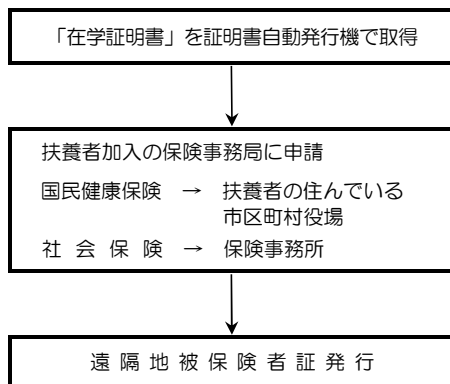 「在学証明書」を証明書自動発行機で取得
扶養者加入の保険事務局に申請
国民健康保険 → 扶養者の住んでいる
市区町村役場
社会保険 → 保険事務所
遠隔地被保険者証発行